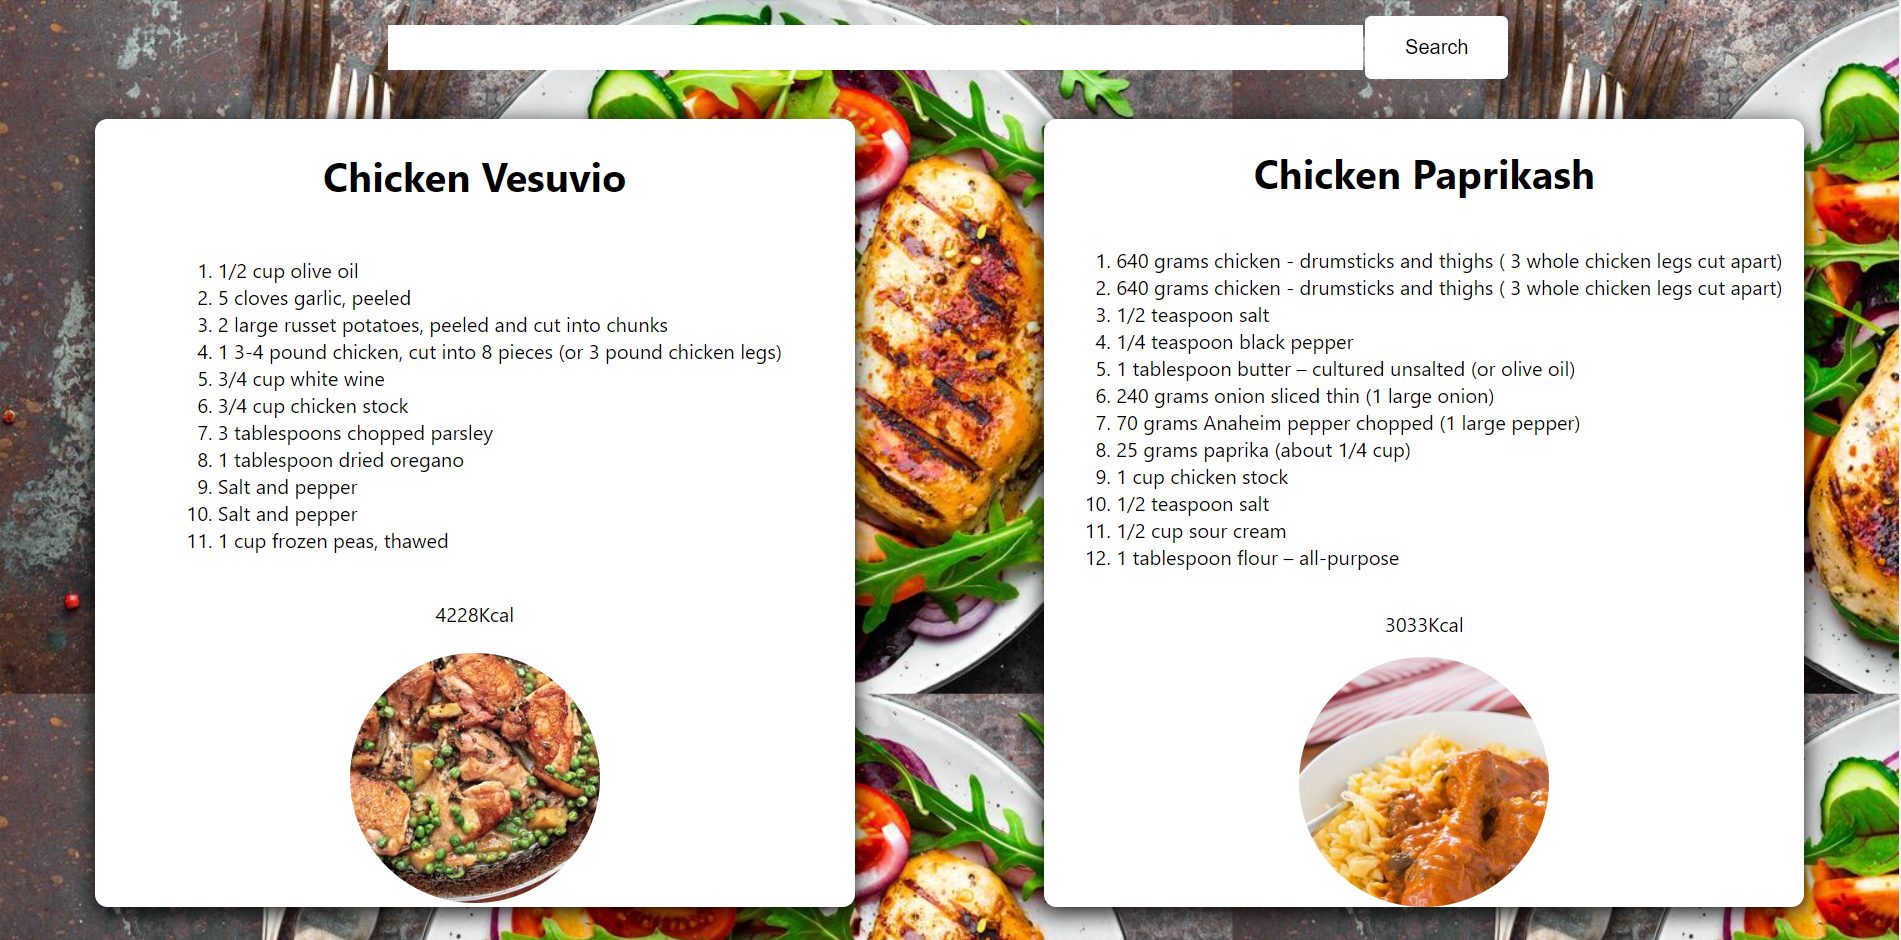 Search
Chicken Vesuvio
1. 1/2 cup olive oil
2. 5 cloves garlic, peeled
3. 2 large russet potatoes, peeled and cut into chunks
4. 1 3-4 pound chicken, cut into 8 pieces (or 3 pound chicken legs)
5. 3/4 cup white wine
6. 3/4 cup chicken stock
7. 3 tablespoons chopped parsley
8. 1 tablespoon dried oregano
9. Salt and pepper
10. Salt and pepper
11. 1 cup frozen peas, thawed
4228Kcal
Chicken Paprikash
1. 640 grams chicken - drumsticks and thighs ( 3 whole chicken legs cut apart)
2. 640 grams chicken - drumsticks and thighs ( 3 whole chicken legs cut apart)
3. 1/2 teaspoon salt
4. 1/4 teaspoon black pepper
5. 1 tablespoon butter – cultured unsalted (or olive oil)
6. 240 grams onion sliced thin (1 large onion)
7. 70 grams Anaheim pepper chopped (1 large pepper)
8. 25 grams paprika (about 1/4 cup)
9. 1 cup chicken stock
10. 1/2 teaspoon salt
11. 1/2 cup sour cream
12. 1 tablespoon flour – all-purpose
3033Kcal